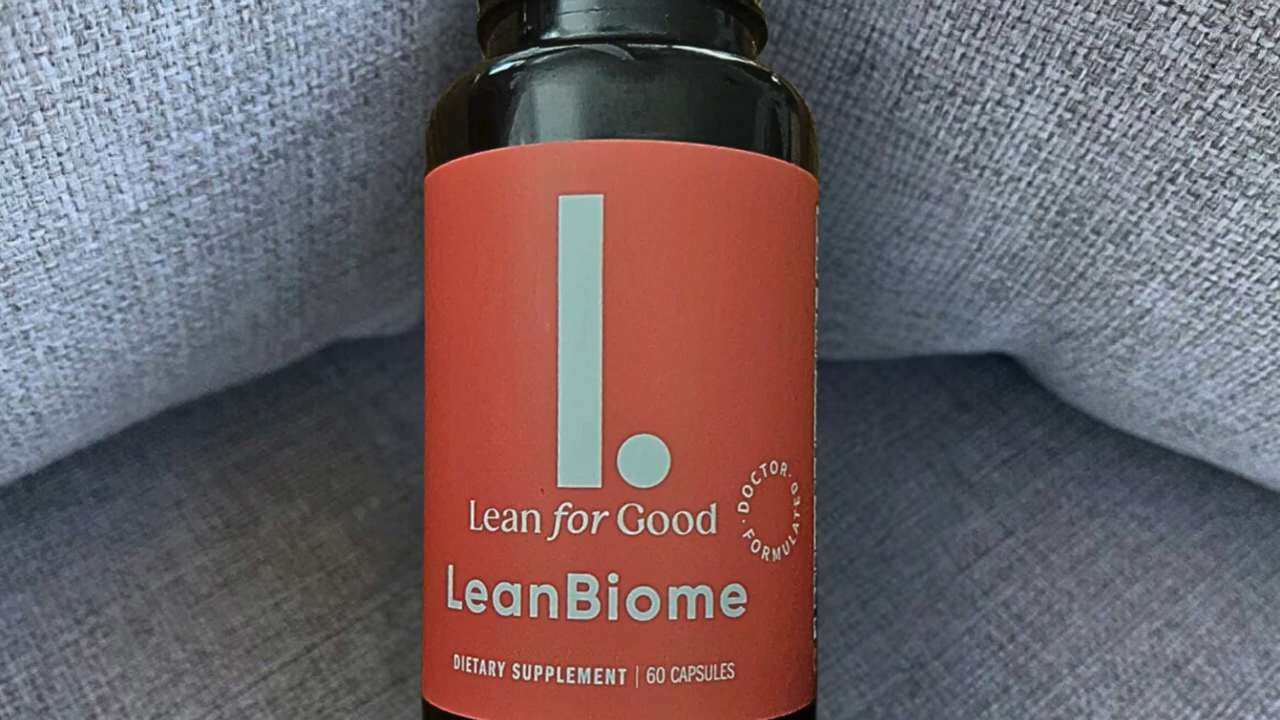 l.
Lean for Good
· DOCTOR · FORMULATED
LeanBiome
DIETARY SUPPLEMENT | 60 CAPSULES